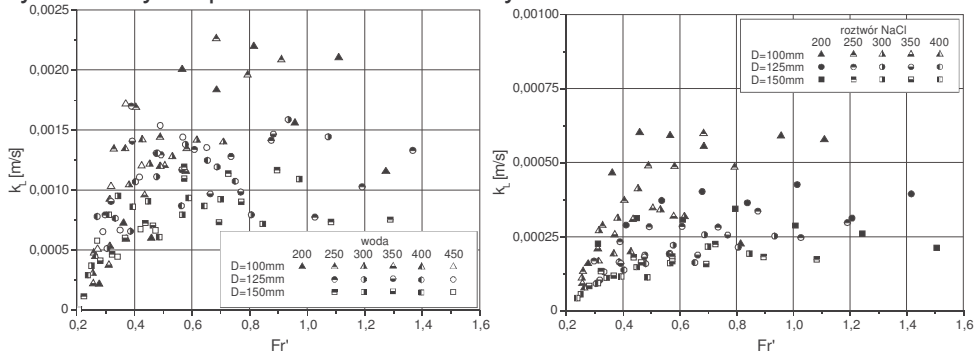 0,0025
0,0020
0,0015
0,0010
0,0005
0
k_L [m/s]
0,2 0,4 0,6 0,8 1,0 1,2 1,4 1,6
Fr'
woda
200 250 300 350 400 450
D=100mm
D=125mm
D=150mm
0,00100
0,00075
0,00050
0,00025
0
k_L [m/s]
0,2 0,4 0,6 0,8 1,0 1,2 1,4 1,6
Fr'
roztwór NaCl
200 250 300 350 400
D=100mm
D=125mm
D=150mm